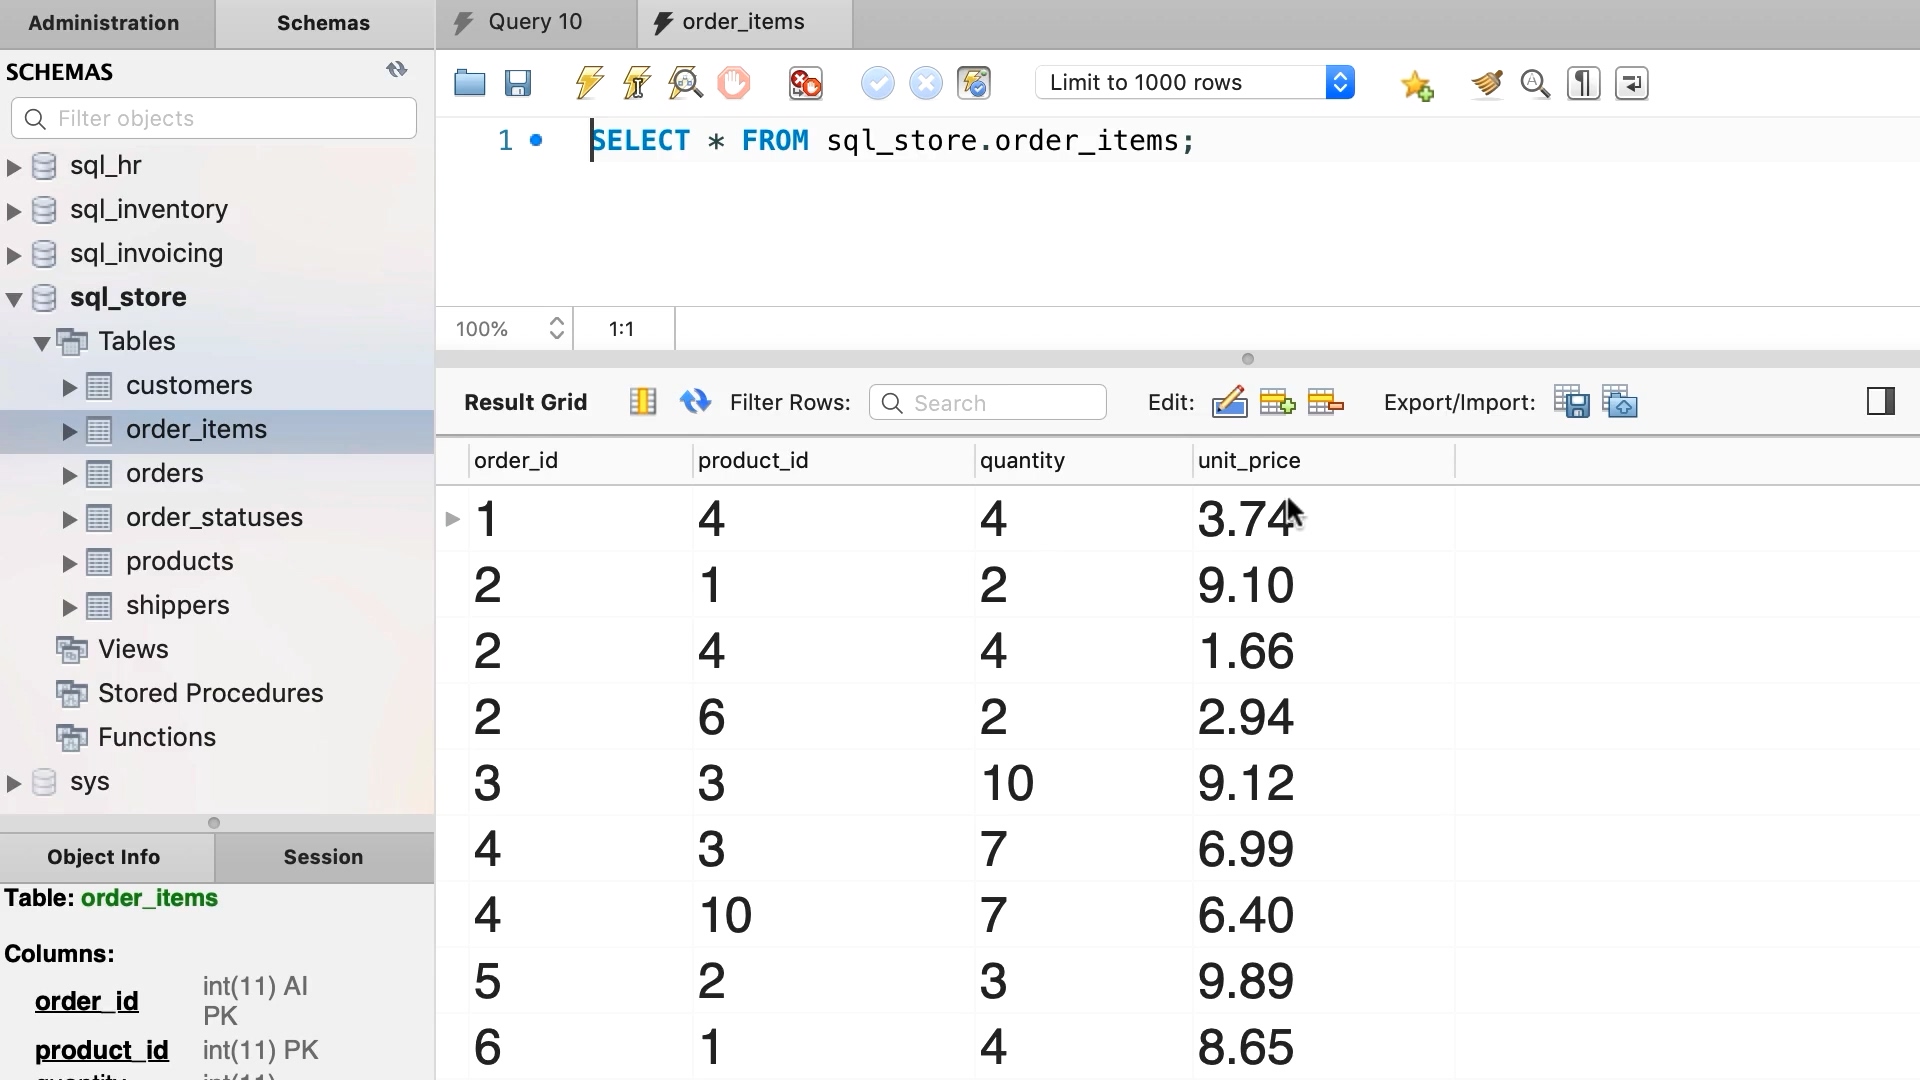 Administration
Schemas
SCHEMAS
Filter objects
sql_hr
sql_inventory
sql_invoicing
sql_store
Tables
customers
order_items
orders
order_statuses
products
shippers
Views
Stored Procedures
Functions
sys
Object Info
Session
Table: order_items
Columns:
order_id int(11) AI PK
product_id int(11) PK
Query 10
order_items
Limit to 1000 rows
1 SELECT * FROM sql_store.order_items;
100% 1:1
Result Grid Filter Rows: Search Edit: Export/Import:
order_id product_id quantity unit_price
1 4 4 3.74
2 1 2 9.10
2 4 4 1.66
2 6 2 2.94
3 3 10 9.12
4 3 7 6.99
4 10 7 6.40
5 2 3 9.89
6 1 4 8.65